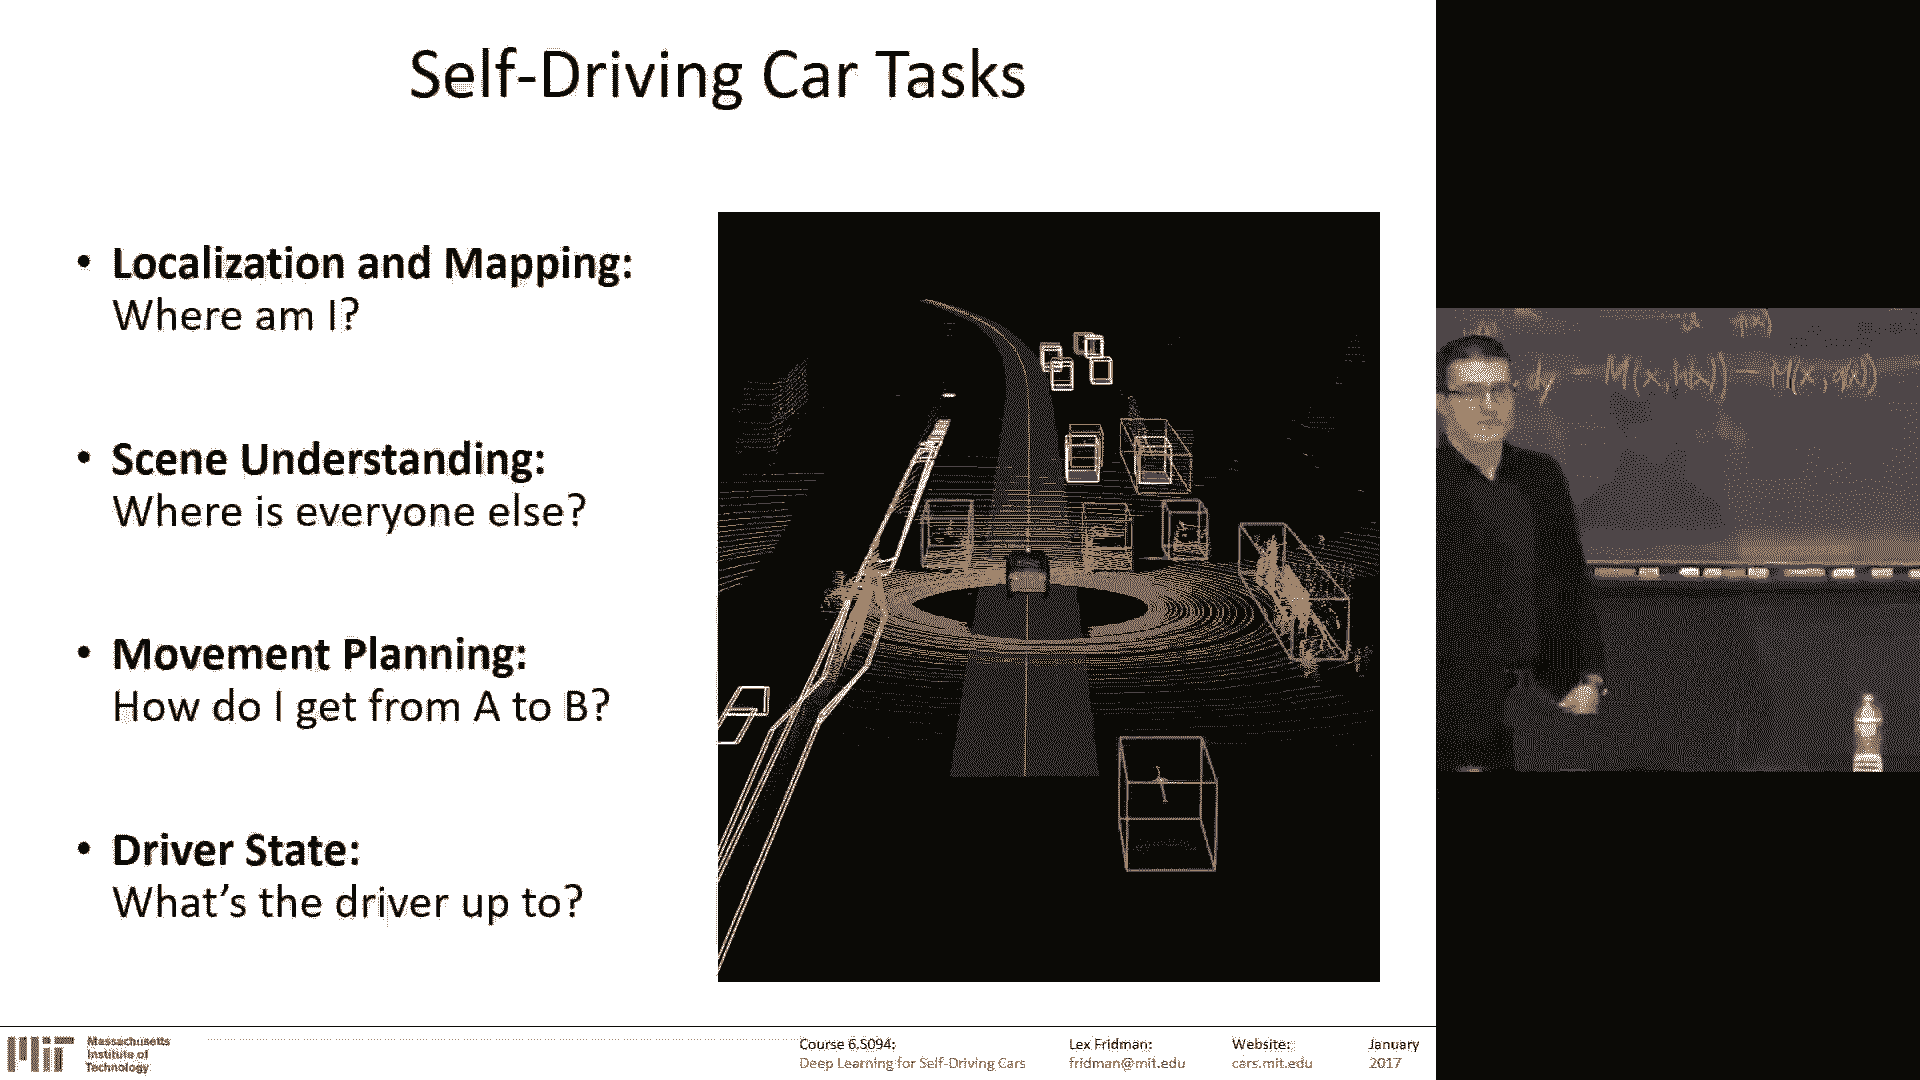 Self-Driving Car Tasks
• Localization and Mapping:
Where am I?
• Scene Understanding:
Where is everyone else?
• Movement Planning:
How do I get from A to B?
• Driver State:
What's the driver up to?
dy = M(x, h(x)) - M(x, g(x))
Massachusetts
Institute of
Technology
Course 6.S094:
Deep Learning for Self-Driving Cars
Lex Fridman:
fridman@mit.edu
Website:
cars.mit.edu
January
2017